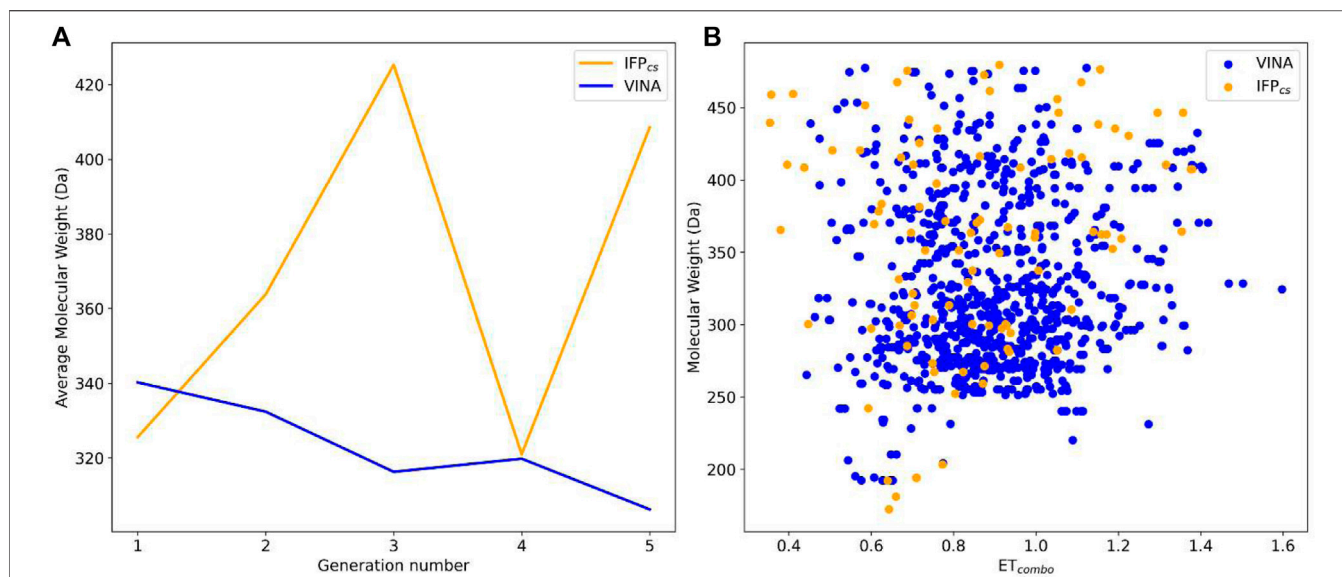 A
IFPcs
VINA
420
400
380
360
340
320
Average Molecular Weight (Da)
1 2 3 4 5
Generation number
B
VINA
IFPcs
450
400
350
300
250
200
Molecular Weight (Da)
0.4 0.6 0.8 1.0 1.2 1.4 1.6
ETcombo